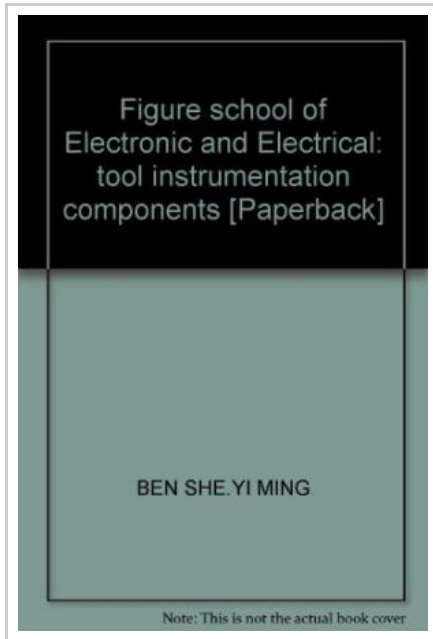 Figure school of
Electronic and Electrical:
tool instrumentation
components [Paperback]
BEN SHE.YI MING
Note: This is not the actual book cover